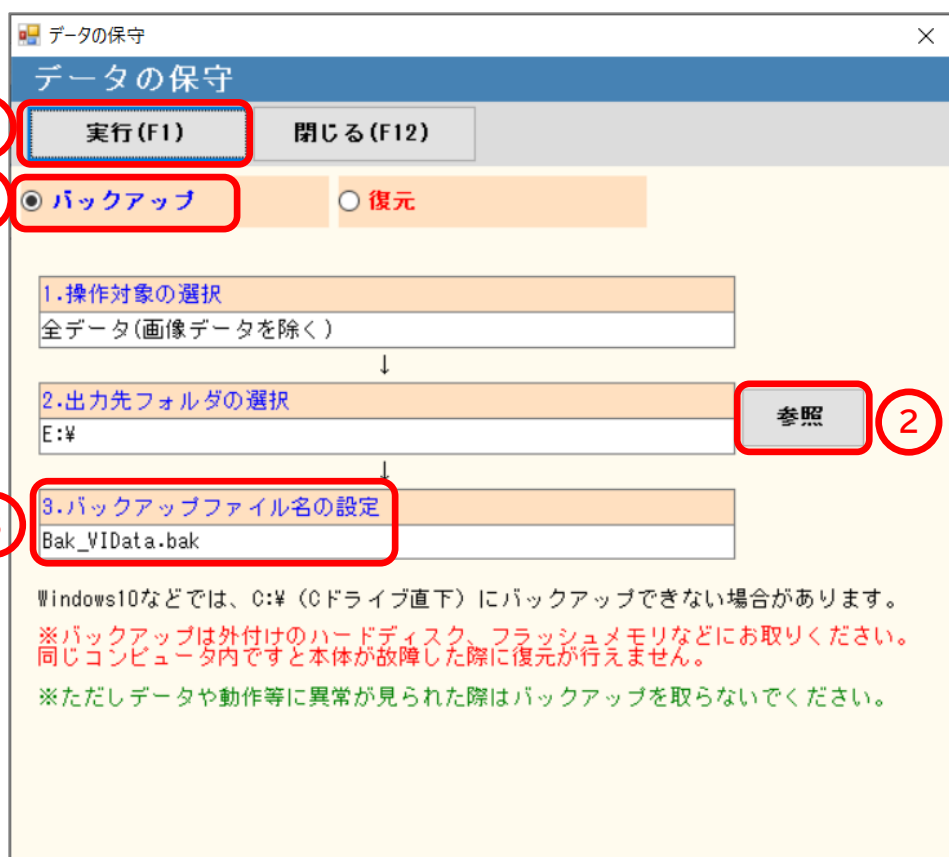 データの保守
データの保守
実行(F1) 閉じる(F12)
バックアップ 復元
1.操作対象の選択
全データ(画像データを除く)
↓
2.出力先フォルダの選択
参照
2
E:¥
↓
3.バックアップファイル名の設定
Bak_VIData.bak
Windows10などでは、C:¥（Cドライブ直下）にバックアップできない場合があります。
※バックアップは外付けのハードディスク、フラッシュメモリなどにお取りください。
同じコンピュータ内ですと本体が故障した際に復元が行えません。
※ただしデータや動作等に異常が見られた際はバックアップを取らないでください。